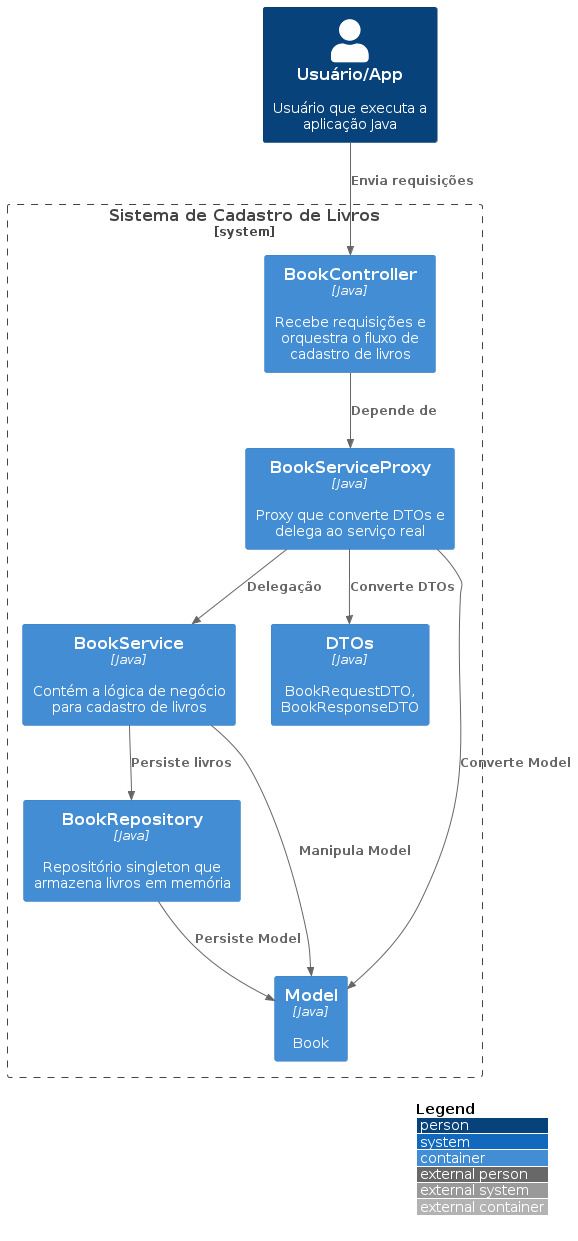 Usuário/App
Usuário que executa a
aplicação Java
Envia requisições
Sistema de Cadastro de Livros
[system]
BookController
[Java]
Recebe requisições e
orquestra o fluxo de
cadastro de livros
Depende de
BookServiceProxy
[Java]
Proxy que converte DTOs e
delega ao serviço real
Delegação
Converte DTOs
BookService
[Java]
Contém a lógica de negócio
para cadastro de livros
DTOs
[Java]
BookRequestDTO,
BookResponseDTO
Persiste livros
Converte Model
BookRepository
[Java]
Repositório singleton que
armazena livros em memória
Manipula Model
Persiste Model
Model
[Java]
Book
Legend
person
system
container
external person
external system
external container